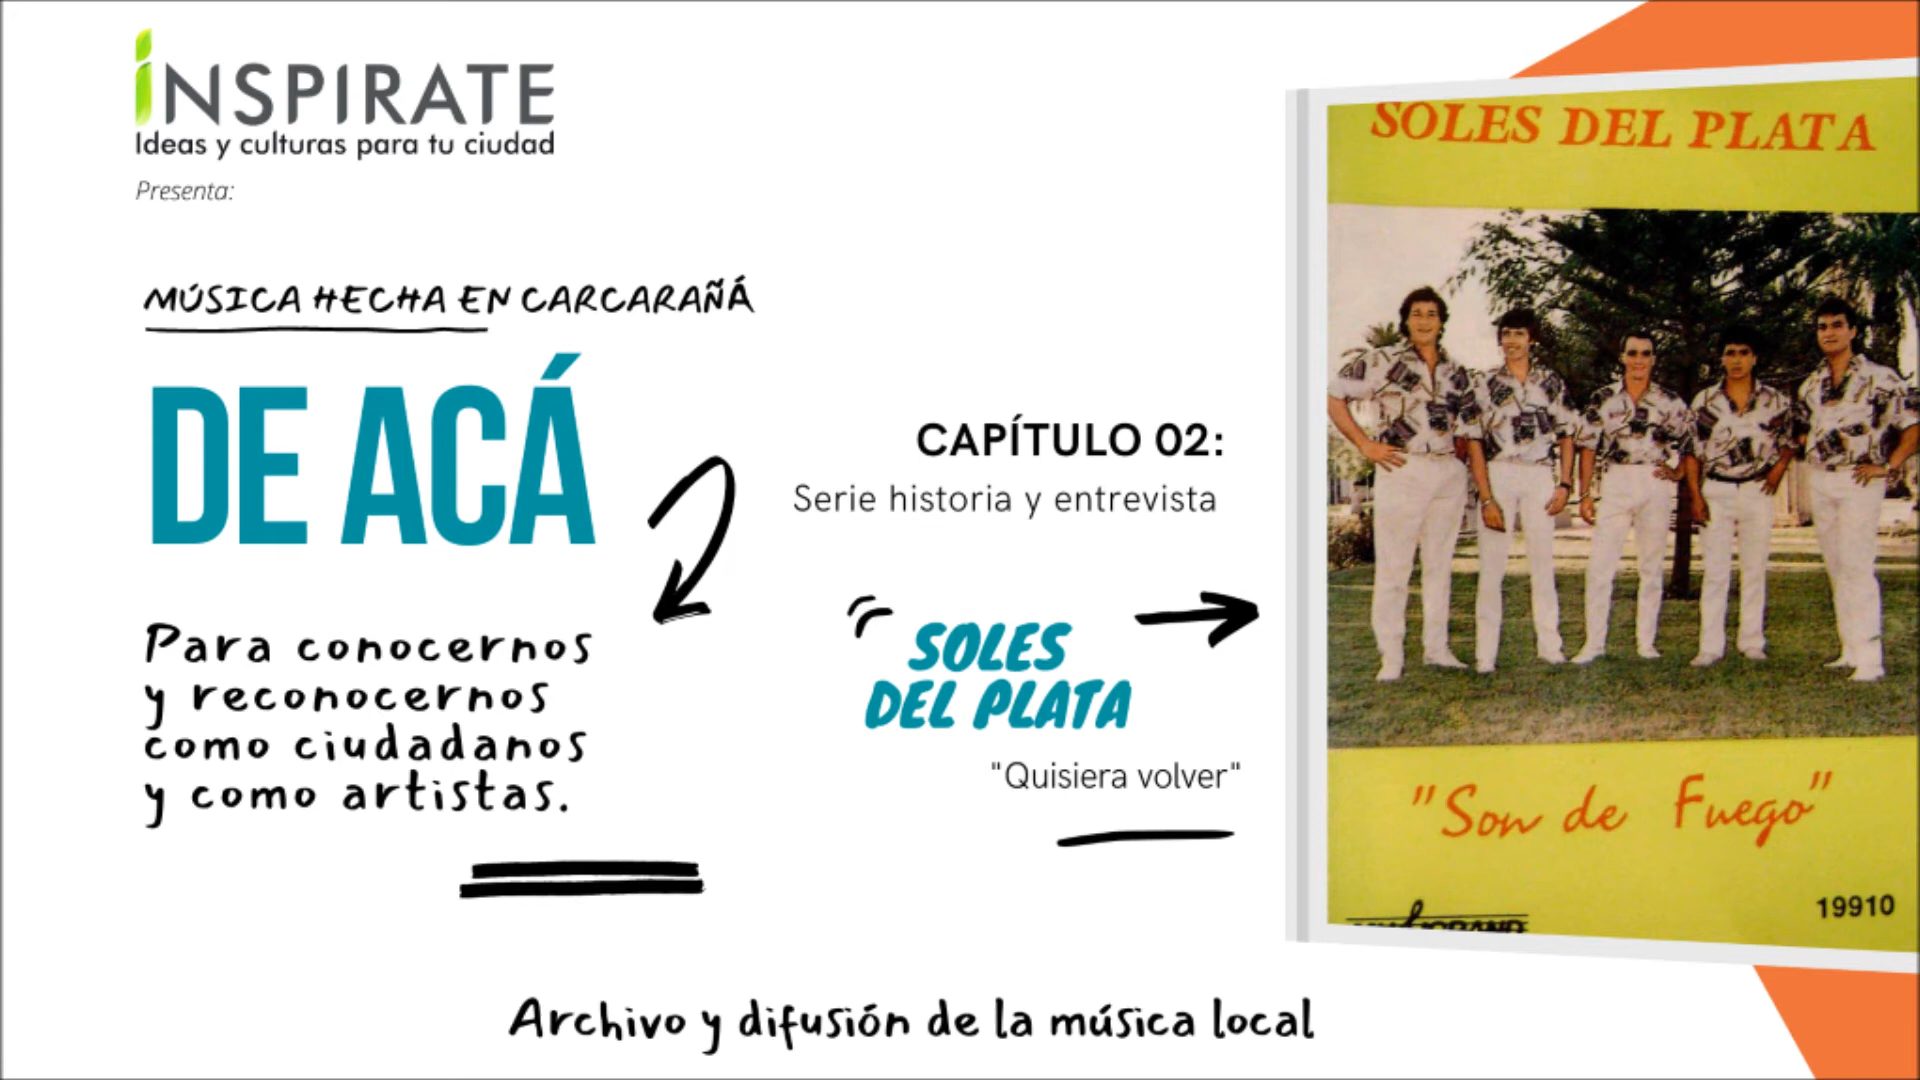 INSPIRATE
Ideas y culturas para tu ciudad
Presenta:
MÚSICA HECHA EN CARCARAÑÁ
DE ACÁ
Para conocernos
y reconocernos
como ciudadanos
y como artistas.
CAPÍTULO 02:
Serie historia y entrevista
SOLES
DEL PLATA
"Quisiera volver"
SOLES DEL PLATA
"Son de Fuego"
19910
Archivo y difusión de la música local